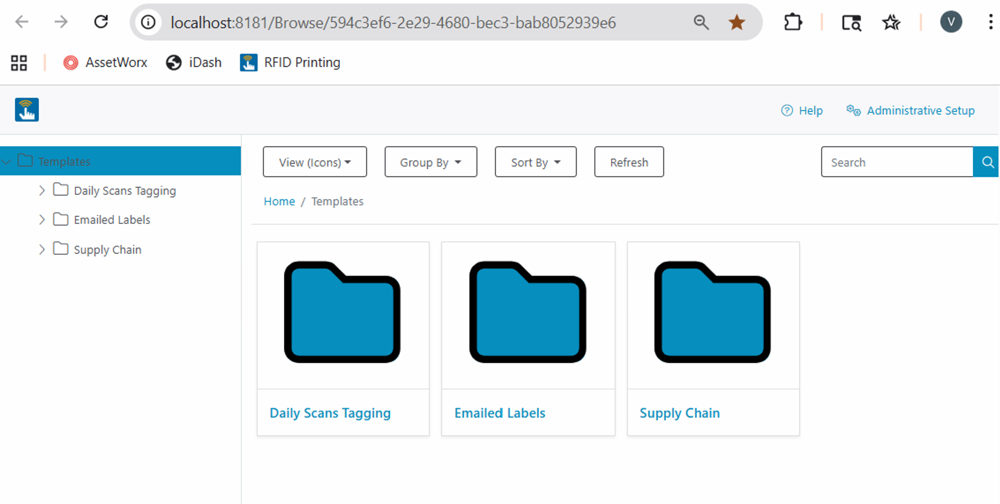 localhost:8181/Browse/594c3ef6-2e29-4680-bec3-bab8052939e6
V
AssetWorx
iDash
RFID Printing
Help
Administrative Setup
Templates
Daily Scans Tagging
Emailed Labels
Supply Chain
View (Icons)
Group By
Sort By
Refresh
Search
Home / Templates
Daily Scans Tagging
Emailed Labels
Supply Chain